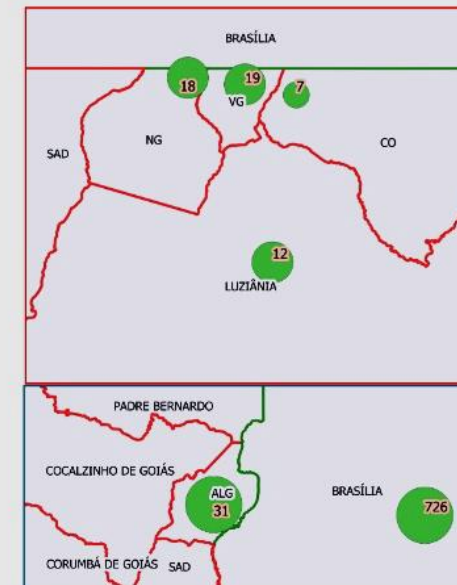 BRASÍLIA
18
19
7
VG
NG
CO
SAD
12
LUZIÂNIA
PADRE BERNARDO
COCALZINHO DE GOIÁS
ALG
31
BRASÍLIA
726
CORUMBÁ DE GOIÁS
SAD